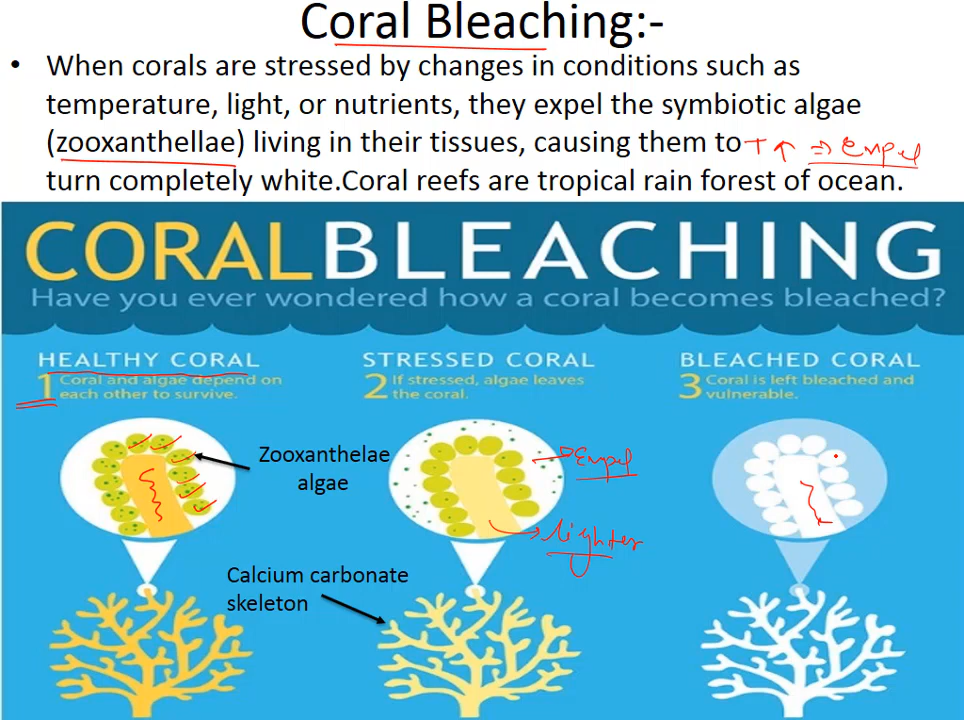 Coral Bleaching:-
• When corals are stressed by changes in conditions such as
temperature, light, or nutrients, they expel the symbiotic algae
(zooxanthellae) living in their tissues, causing them to T↑ ⇒ Expel
turn completely white.Coral reefs are tropical rain forest of ocean.
CORALBLEACHING
Have you ever wondered how a coral becomes bleached?
HEALTHY CORAL
1 Coral and algae depend on
each other to survive.
STRESSED CORAL
2 If stressed, algae leaves
the coral.
BLEACHED CORAL
3 Coral is left bleached and
vulnerable.
Zooxanthelae
algae
→ Expel
→ lighter
Calcium carbonate
skeleton